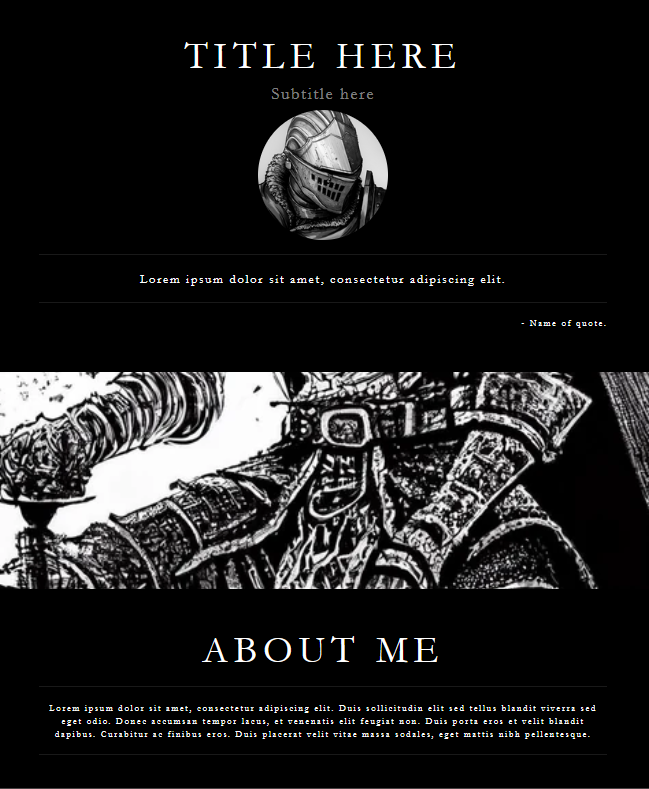 TITLE HERE
Subtitle here
Lorem ipsum dolor sit amet, consectetur adipiscing elit.
- Name of quote.
ABOUT ME
Lorem ipsum dolor sit amet, consectetur adipiscing elit. Duis sollicitudin elit sed tellus blandit viverra sed
eget odio. Donec accumsan tempor lacus, et venenatis elit feugiat non. Duis porta eros et velit blandit
dapibus. Curabitur ac finibus eros. Duis placerat velit vitae massa sodales, eget mattis nibh pellentesque.